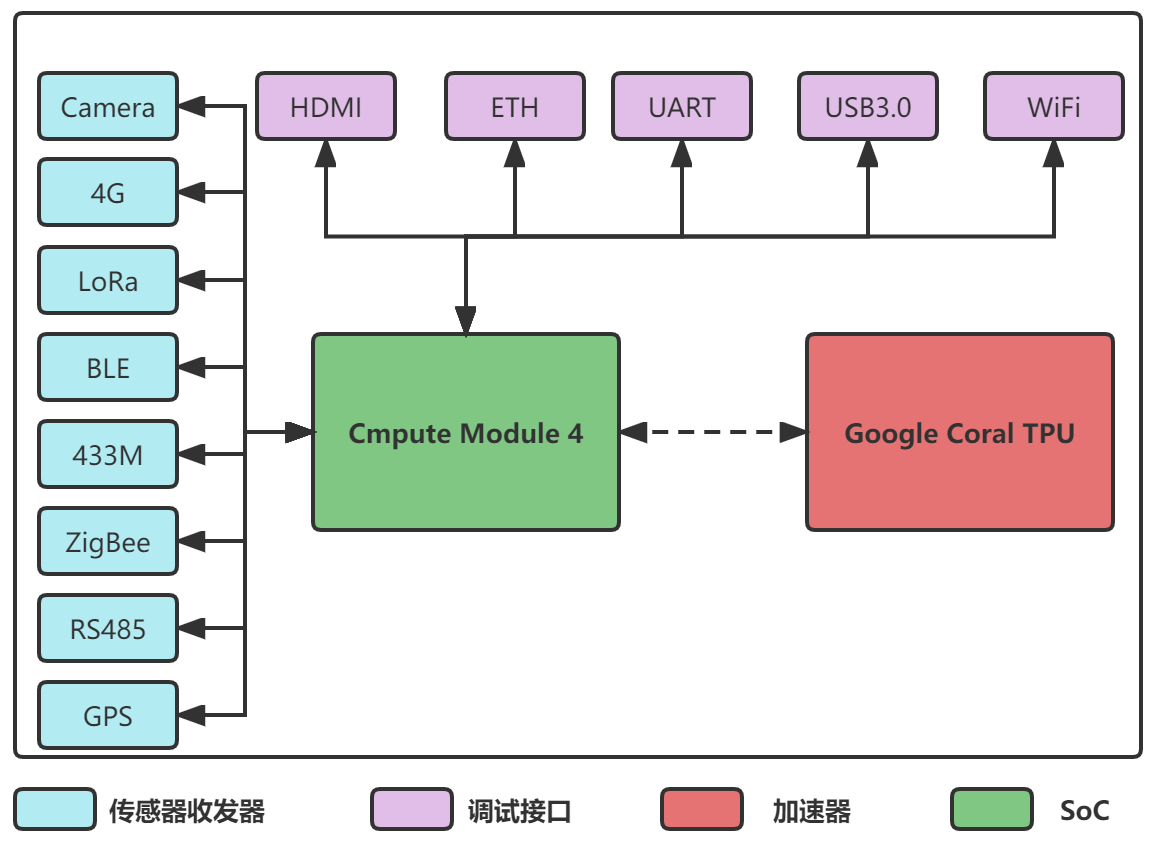 Camera
HDMI
ETH
UART
USB3.0
WiFi
4G
LoRa
BLE
433M
ZigBee
RS485
GPS
Cmpute Module 4
Google Coral TPU
传感器收发器
调试接口
加速器
SoC